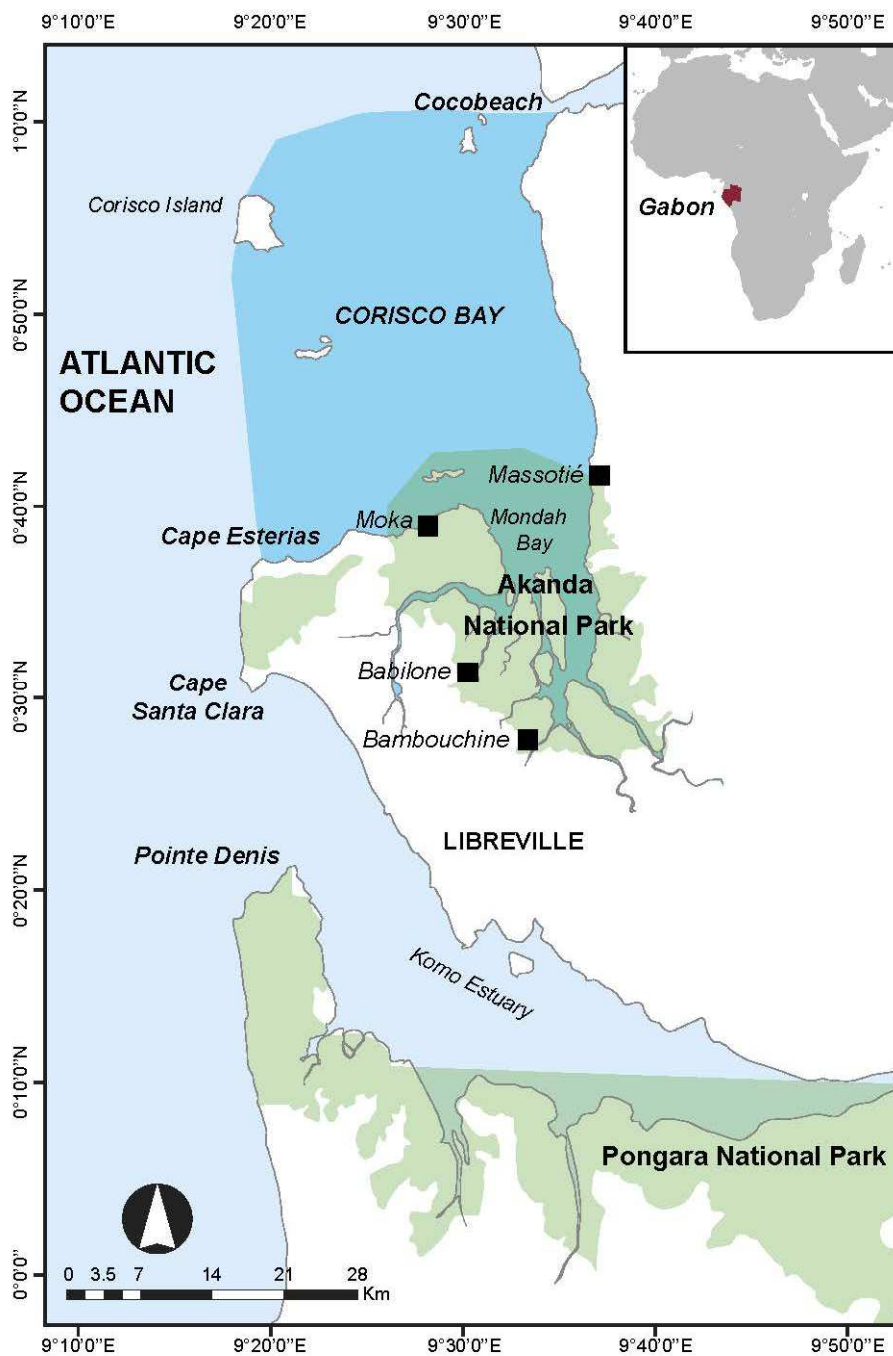 9°10'0"E 9°20'0"E 9°30'0"E 9°40'0"E 9°50'0"E
1°0'0"N
Cocobeach
Gabon
Corisco Island
0°50'0"N
CORISCO BAY
ATLANTIC
OCEAN
Massotié
0°40'0"N
Moka
Mondah
Bay
Cape Esterias
Akanda
National Park
Babilone
Cape
Santa Clara
0°30'0"N
Bambouchine
LIBREVILLE
Pointe Denis
0°20'0"N
Komo Estuary
0°10'0"N
Pongara National Park
0°0'0"
0 3.5 7 14 21 28
Km
9°10'0"E 9°20'0"E 9°30'0"E 9°40'0"E 9°50'0"E